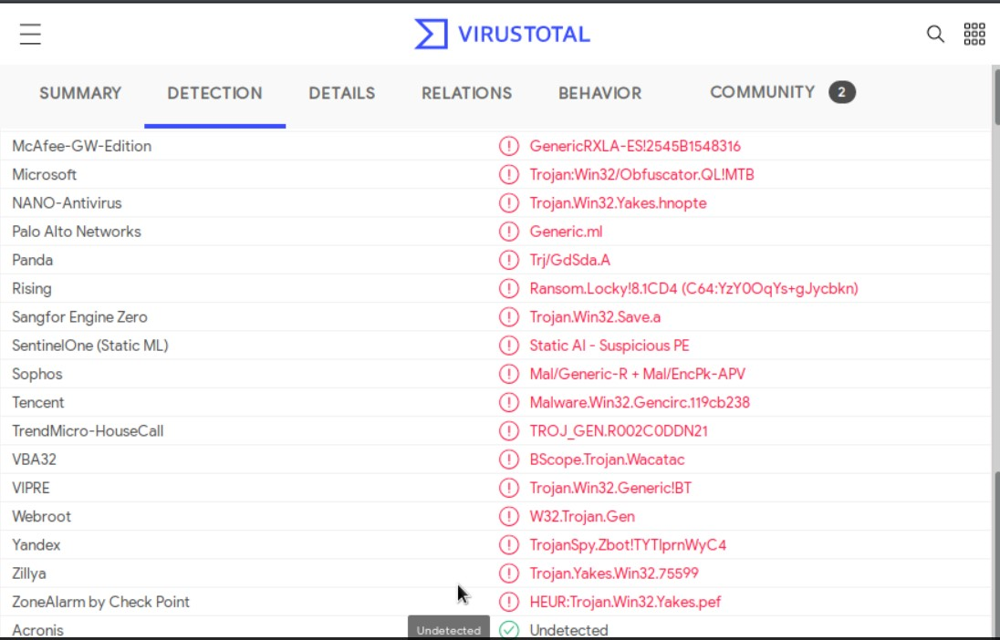 VIRUSTOTAL
SUMMARY DETECTION DETAILS RELATIONS BEHAVIOR COMMUNITY 2
McAfee-GW-Edition GenericRXLA-ES!2545B1548316
Microsoft Trojan:Win32/Obfuscator.QL!MTB
NANO-Antivirus Trojan.Win32.Yakes.hnopte
Palo Alto Networks Generic.ml
Panda Trj/GdSda.A
Rising Ransom.Locky!8.1CD4 (C64:YzY0OqYs+gJycbkn)
Sangfor Engine Zero Trojan.Win32.Save.a
SentinelOne (Static ML) Static AI - Suspicious PE
Sophos Mal/Generic-R + Mal/EncPk-APV
Tencent Malware.Win32.Gencirc.119cb238
TrendMicro-HouseCall TROJ_GEN.R002C0DDN21
VBA32 BScope.Trojan.Wacatac
VIPRE Trojan.Win32.Generic!BT
Webroot W32.Trojan.Gen
Yandex TrojanSpy.Zbot!TYTIprnWyC4
Zillya Trojan.Yakes.Win32.75599
ZoneAlarm by Check Point HEUR:Trojan.Win32.Yakes.pef
Acronis Undetected Undetected